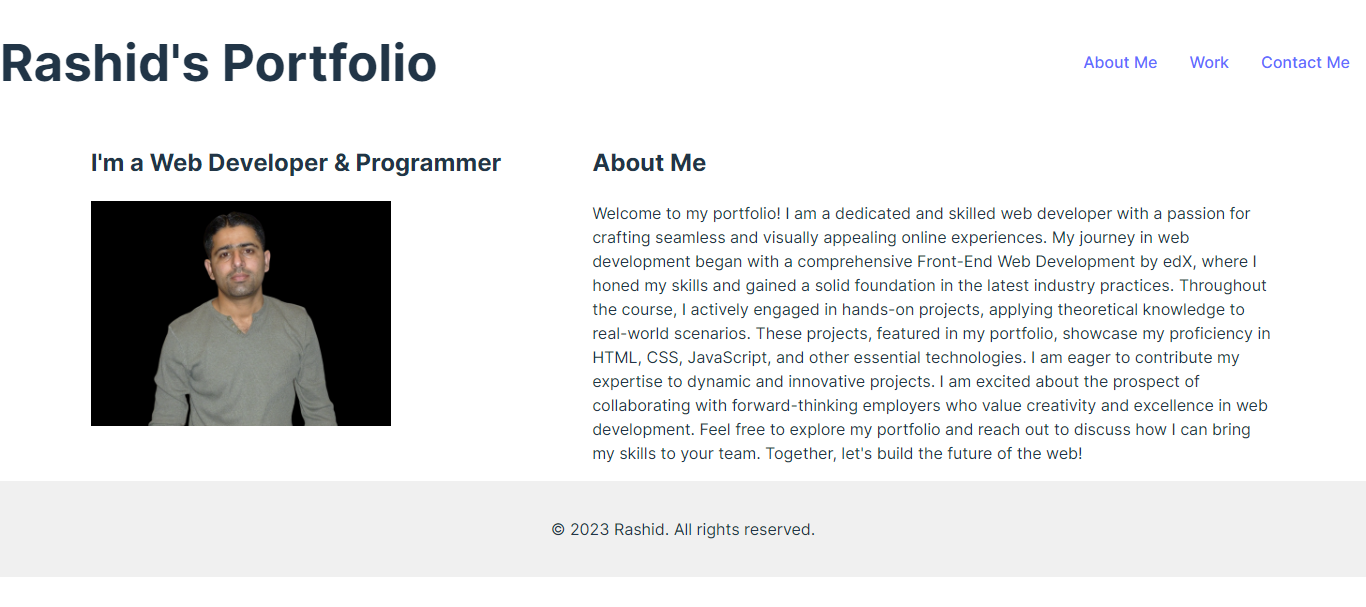 Rashid's Portfolio
About Me
Work
Contact Me
I'm a Web Developer & Programmer
About Me
Welcome to my portfolio! I am a dedicated and skilled web developer with a passion for
crafting seamless and visually appealing online experiences. My journey in web
development began with a comprehensive Front-End Web Development by edX, where I
honed my skills and gained a solid foundation in the latest industry practices. Throughout
the course, I actively engaged in hands-on projects, applying theoretical knowledge to
real-world scenarios. These projects, featured in my portfolio, showcase my proficiency in
HTML, CSS, JavaScript, and other essential technologies. I am eager to contribute my
expertise to dynamic and innovative projects. I am excited about the prospect of
collaborating with forward-thinking employers who value creativity and excellence in web
development. Feel free to explore my portfolio and reach out to discuss how I can bring
my skills to your team. Together, let's build the future of the web!
© 2023 Rashid. All rights reserved.